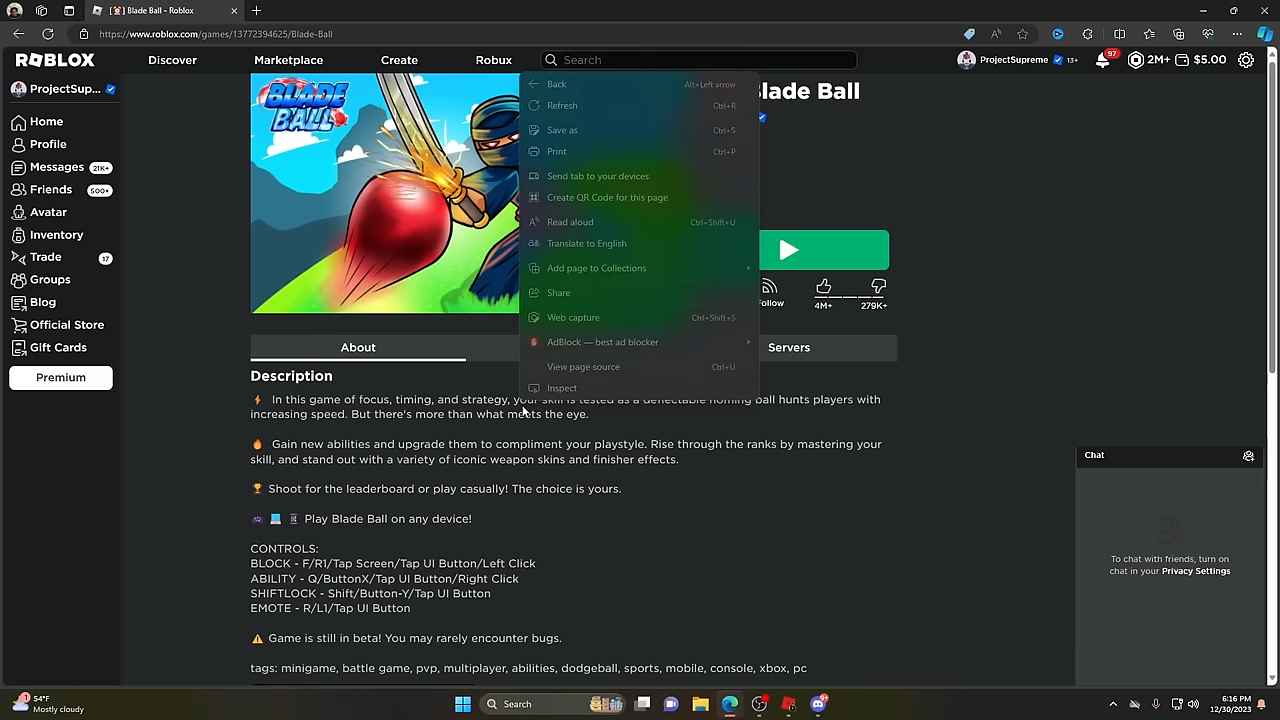 [ ] Blade Ball - Roblox
https://www.roblox.com/games/13772394625/Blade-Ball
ROBLOX
Discover
Marketplace
Create
Robux
Search
ProjectSupreme
13+
97
2M+
$5.00
ProjectSup...
Home
Profile
Messages
21K+
Friends
500+
Avatar
Inventory
Trade
17
Groups
Blog
Official Store
Gift Cards
Premium
BLADE
BALL
Back Alt+Left arrow
Refresh Ctrl+R
Save as Ctrl+S
Print Ctrl+P
Send tab to your devices
Create QR Code for this page
Read aloud Ctrl+Shift+U
Translate to English
Add page to Collections
Share
Web capture Ctrl+Shift+S
AdBlock — best ad blocker
View page source Ctrl+U
Inspect
lade Ball
ollow
4M+
279K+
About
Servers
Description
In this game of focus, timing, and strategy, your skill is tested as a deflectable homing ball hunts players with
increasing speed. But there's more than what meets the eye.
Gain new abilities and upgrade them to compliment your playstyle. Rise through the ranks by mastering your
skill, and stand out with a variety of iconic weapon skins and finisher effects.
Shoot for the leaderboard or play casually! The choice is yours.
Play Blade Ball on any device!
CONTROLS:
BLOCK - F/R1/Tap Screen/Tap UI Button/Left Click
ABILITY - Q/ButtonX/Tap UI Button/Right Click
SHIFTLOCK - Shift/Button-Y/Tap UI Button
EMOTE - R/L1/Tap UI Button
Game is still in beta! You may rarely encounter bugs.
tags: minigame, battle game, pvp, multiplayer, abilities, dodgeball, sports, mobile, console, xbox, pc
Chat
To chat with friends, turn on
chat in your Privacy Settings
1
54°F
Mostly cloudy
Search
6:16 PM
12/30/2023